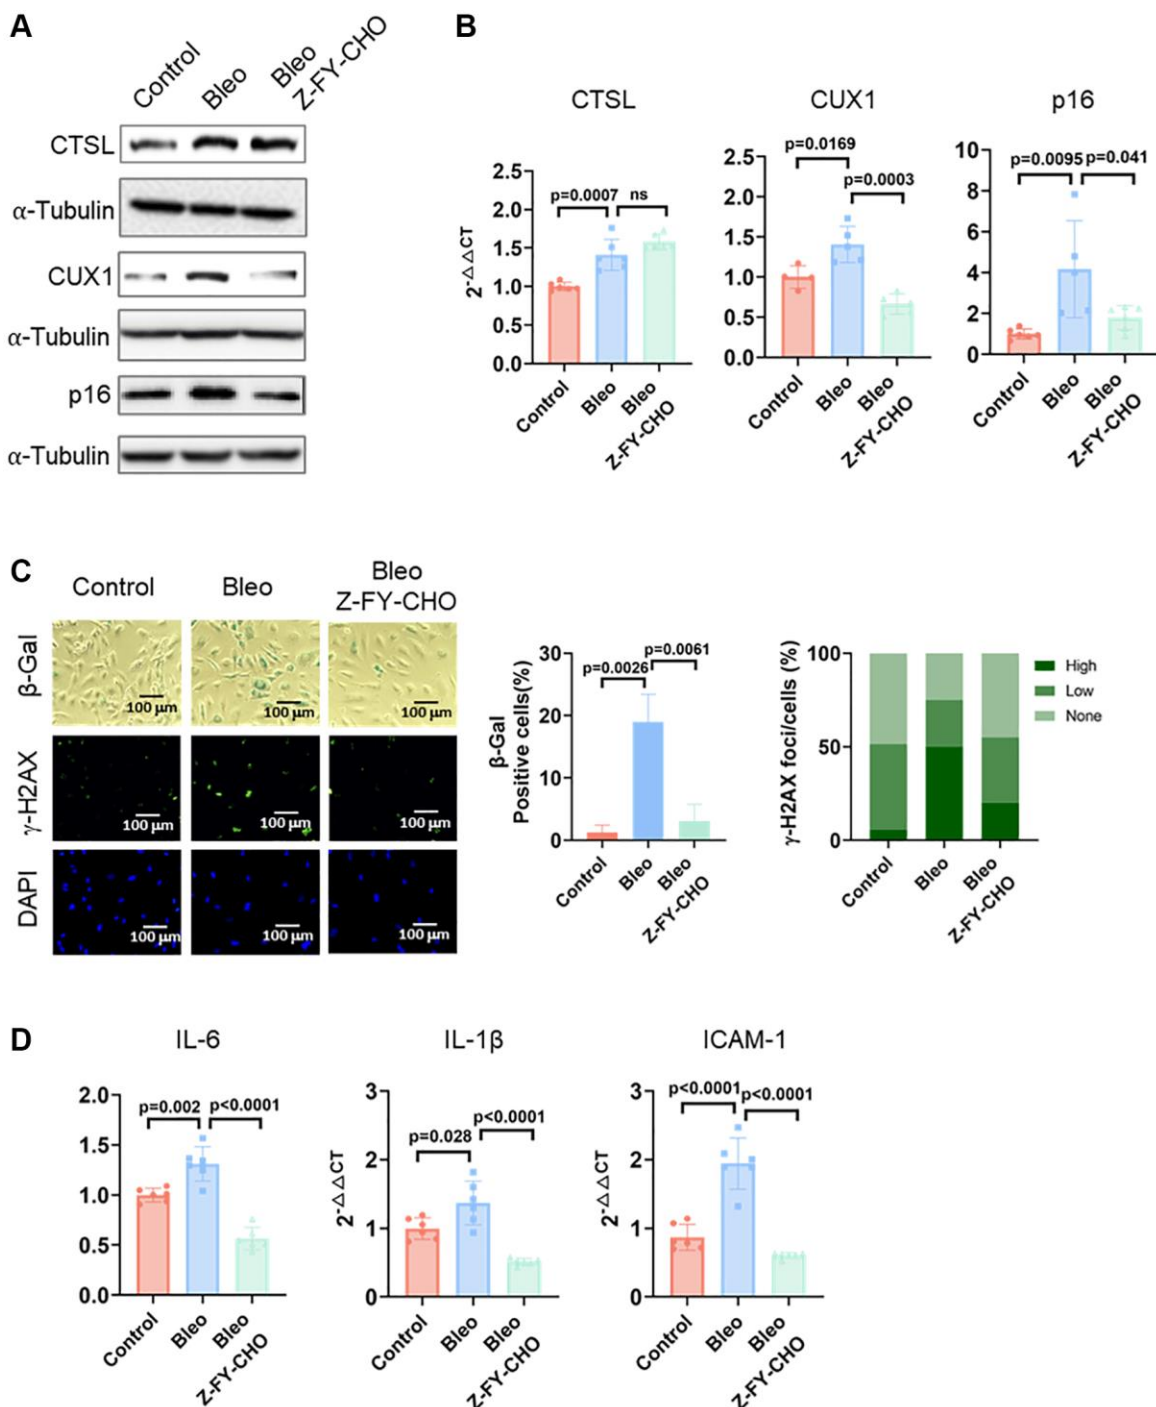 A
Control
Bleo
Bleo
Z-FY-CHO
CTSL
α-Tubulin
CUX1
α-Tubulin
p16
α-Tubulin
B
CTSL
2.5
2.0
1.5
1.0
0.5
0.0
2-△△CT
p=0.0007
ns
Control
Bleo
Bleo
Z-FY-CHO
CUX1
p=0.0169
p=0.0003
2.5
2.0
1.5
1.0
0.5
0.0
Control
Bleo
Bleo
Z-FY-CHO
p16
p=0.0095
p=0.041
10
8
6
4
2
0
Control
Bleo
Bleo
Z-FY-CHO
C
Control
Bleo
Bleo
Z-FY-CHO
β-Gal
100 μm
100 μm
100 μm
γ-H2AX
100 μm
100 μm
100 μm
DAPI
100 μm
100 μm
100 μm
β-Gal
Positive cells(%)
30
20
10
0
p=0.0026
p=0.0061
Control
Bleo
Bleo
Z-FY-CHO
γ-H2AX foci/cells (%)
100
50
0
Control
Bleo
Bleo
Z-FY-CHO
High
Low
None
D
IL-6
2.0
1.5
1.0
0.5
0.0
p=0.002
p<0.0001
Control
Bleo
Bleo
Z-FY-CHO
IL-1β
2-△△CT
3
2
1
0
p=0.028
p<0.0001
Control
Bleo
Bleo
Z-FY-CHO
ICAM-1
2-△△CT
3
2
1
0
p<0.0001
p<0.0001
Control
Bleo
Bleo
Z-FY-CHO